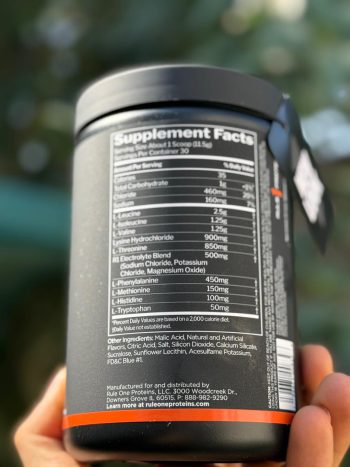 Supplement Facts
Serving Size About 1 Scoop (11.5g)
Servings Per Container 30
Amount Per Serving % Daily Value
Calories 35
Total Carbohydrate 1g <1%*
Chloride 460mg 20%
Sodium 160mg 7%
L-Leucine 2.5g
L-Isoleucine 1.25g
L-Valine 1.25g
Lysine Hydrochloride 900mg
L-Threonine 850mg
R1 Electrolyte Blend 500mg
(Sodium Chloride, Potassium
Chloride, Magnesium Oxide)
L-Phenylalanine 450mg
L-Methionine 150mg
L-Histidine 100mg
L-Tryptophan 50mg
*Percent Daily Values are based on a 2,000 calorie diet.
†Daily Value not established.
Other ingredients: Malic Acid, Natural and Artificial
Flavors, Citric Acid, Salt, Silicon Dioxide, Calcium Silicate,
Sucralose, Sunflower Lecithin, Acesulfame Potassium,
FD&C Blue #1.
Manufactured for and distributed by
Rule One Proteins, LLC. 3000 Woodcreek Dr.,
Downers Grove IL, 60515, P: 888-982-9290
Learn more at ruleoneproteins.com